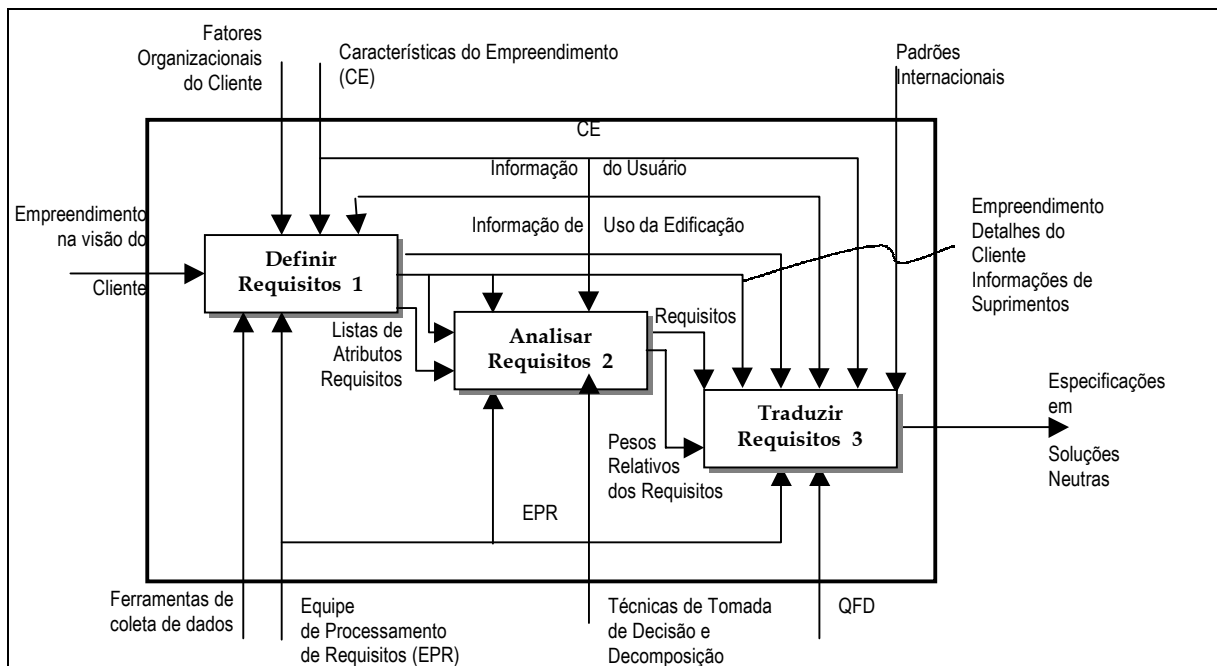 Fatores
Organizacionais
do Cliente
Características do Empreendimento
(CE)
Padrões
Internacionais
CE
Informação do Usuário
Informação de Uso da Edificação
Empreendimento
na visão do
Cliente
Definir
Requisitos 1
Empreendimento
Detalhes do
Cliente
Informações de
Suprimentos
Listas de
Atributos
Requisitos
Analisar
Requisitos 2
Requisitos
Traduzir
Requisitos 3
Especificações
em
Soluções
Neutras
Pesos
Relativos
dos Requisitos
EPR
Ferramentas de
coleta de dados
Equipe
de Processamento
de Requisitos (EPR)
Técnicas de Tomada
de Decisão e
Decomposição
QFD